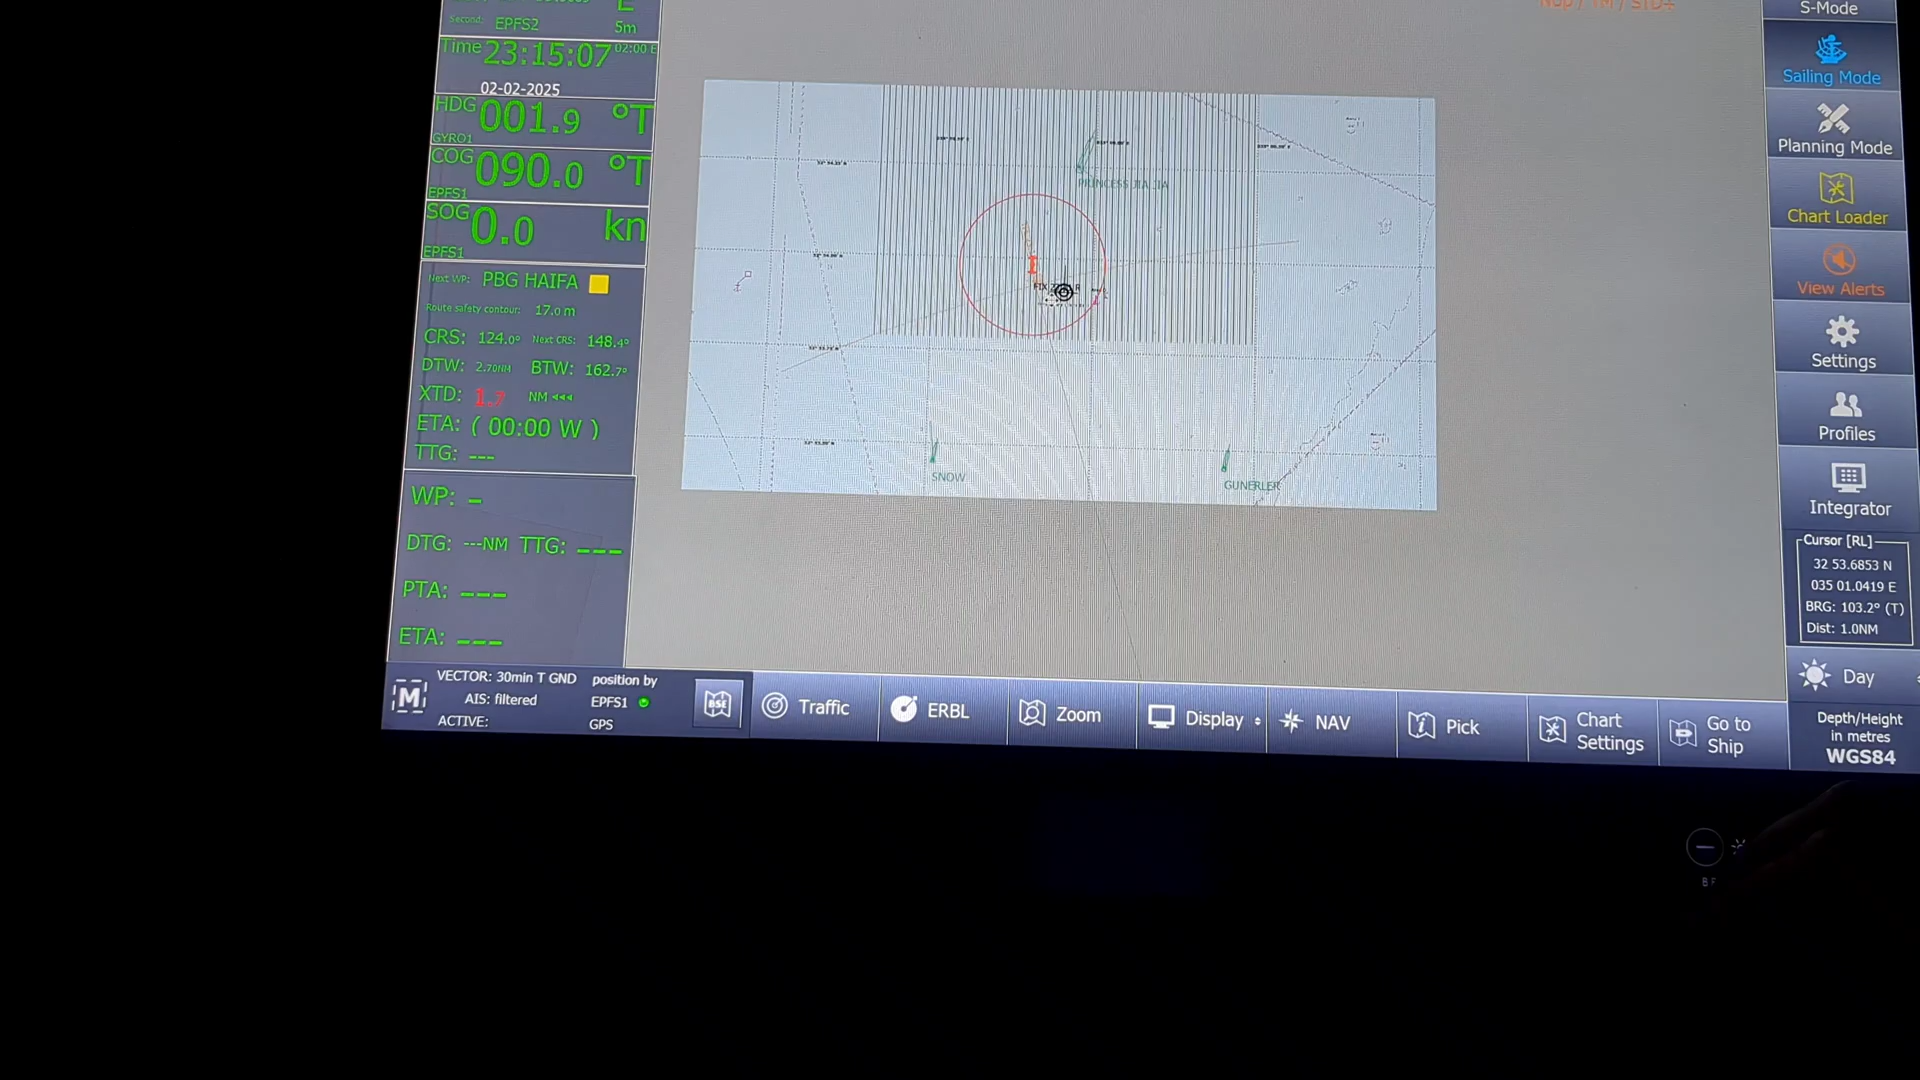 E
Second: EPFS2 5m
Time 23:15:07 02:00 E
02-02-2025
HDG 001.9 °T
GYRO1
COG 090.0 °T
EPFS1
SOG 0.0 kn
EPFS1
Next WP: PBG HAIFA
Route safety contour: 17.0 m
CRS: 124.0° Next CRS: 148.4°
DTW: 2.70NM BTW: 162.7°
XTD: 1.7 NM
ETA: ( 00:00 W )
TTG: ---
WP: –
DTG: ---NM TTG: ---
PTA: ---
ETA: ---
PRINCESS JIA JIA
SNOW
GUNERLER
S-Mode
Sailing Mode
Planning Mode
Chart Loader
View Alerts
Settings
Profiles
Integrator
Cursor [RL]
32 53.6853 N
035 01.0419 E
BRG: 103.2° (T)
Dist: 1.0NM
Day
Depth/Height
in metres
WGS84
M
VECTOR: 30min T GND
AIS: filtered
ACTIVE:
position by
EPFS1
GPS
BSE
Traffic
ERBL
Zoom
Display
NAV
Pick
Chart
Settings
Go to
Ship